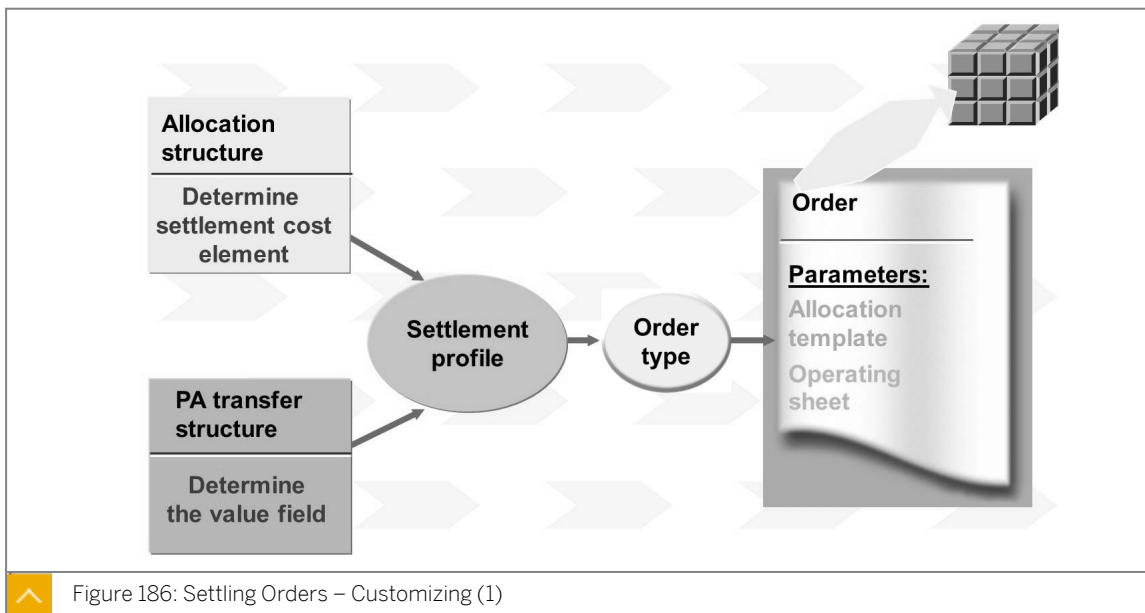 Allocation
structure
Determine
settlement cost
element
PA transfer
structure
Determine
the value field
Settlement
profile
Order
type
Order
Parameters:
Allocation
template
Operating
sheet
Figure 186: Settling Orders – Customizing (1)